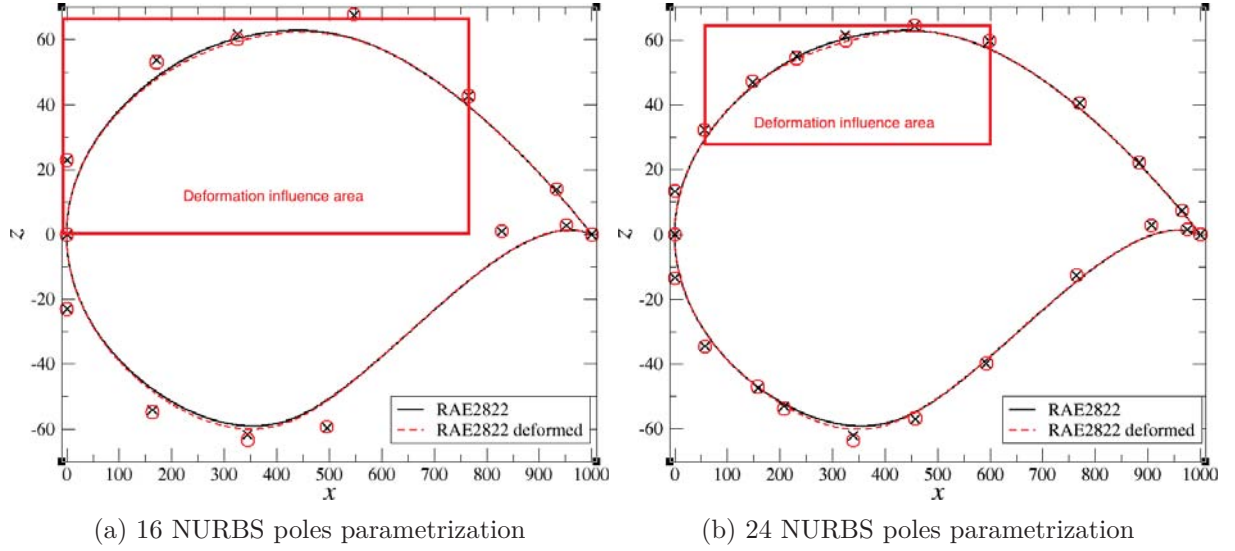 60
40
20
0
-20
-40
-60
z
Deformation influence area
RAE2822
RAE2822 deformed
0 100 200 300 400 500 600 700 800 900 1000
x
(a) 16 NURBS poles parametrization
60
40
20
0
-20
-40
-60
z
Deformation influence area
RAE2822
RAE2822 deformed
0 100 200 300 400 500 600 700 800 900 1000
x
(b) 24 NURBS poles parametrization